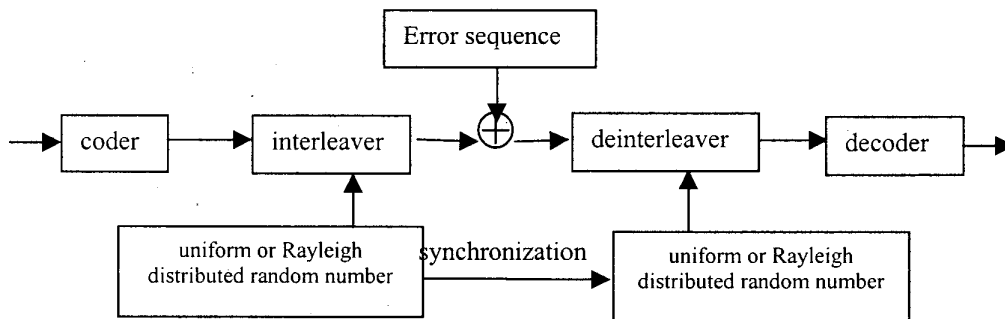 Error sequence
coder
interleaver
deinterleaver
decoder
uniform or Rayleigh
distributed random number
synchronization
uniform or Rayleigh
distributed random number